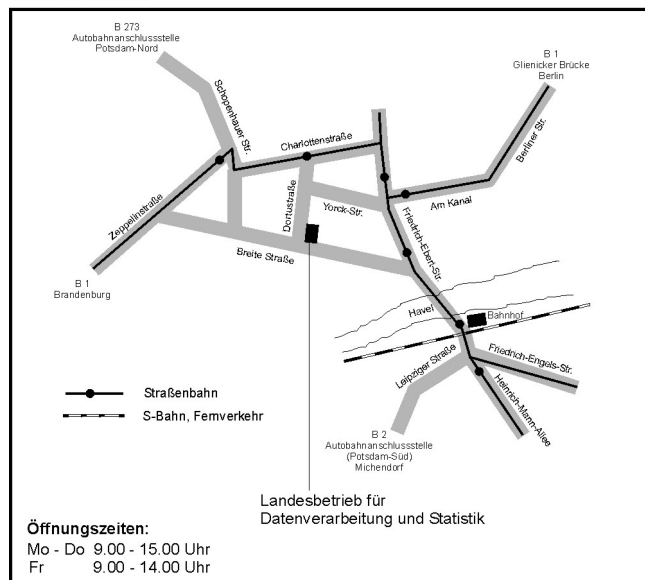 B 273
Autobahnanschlussstelle
Potsdam-Nord
B 1
Glienicker Brücke
Berlin
Schopenhauer Str.
Charlottenstraße
Berliner Str.
Zeppelinstraße
Dortustraße
Yorck-Str.
Am Kanal
Friedrich-Ebert-Str.
Breite Straße
B 1
Brandenburg
Havel
Bahnhof
Leipziger Straße
Friedrich-Engels-Str.
Heinrich-Mann-Allee
Straßenbahn
S-Bahn, Fernverkehr
B 2
Autobahnanschlussstelle
(Potsdam-Süd)
Michendorf
Landesbetrieb für
Datenverarbeitung und Statistik
Öffnungszeiten:
Mo - Do 9.00 - 15.00 Uhr
Fr 9.00 - 14.00 Uhr